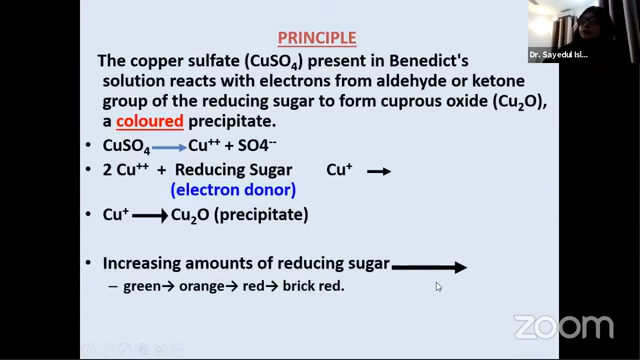 PRINCIPLE
Dr. Sayedul Isl...
The copper sulfate (CuSO₄) present in Benedict's
solution reacts with electrons from aldehyde or ketone
group of the reducing sugar to form cuprous oxide (Cu₂O),
a coloured precipitate.
• CuSO₄ → Cu⁺⁺ + SO4⁻⁻
• 2 Cu⁺⁺ + Reducing Sugar Cu⁺ →
(electron donor)
• Cu⁺ → Cu₂O (precipitate)
• Increasing amounts of reducing sugar →
– green→ orange→ red→ brick red.
zoom